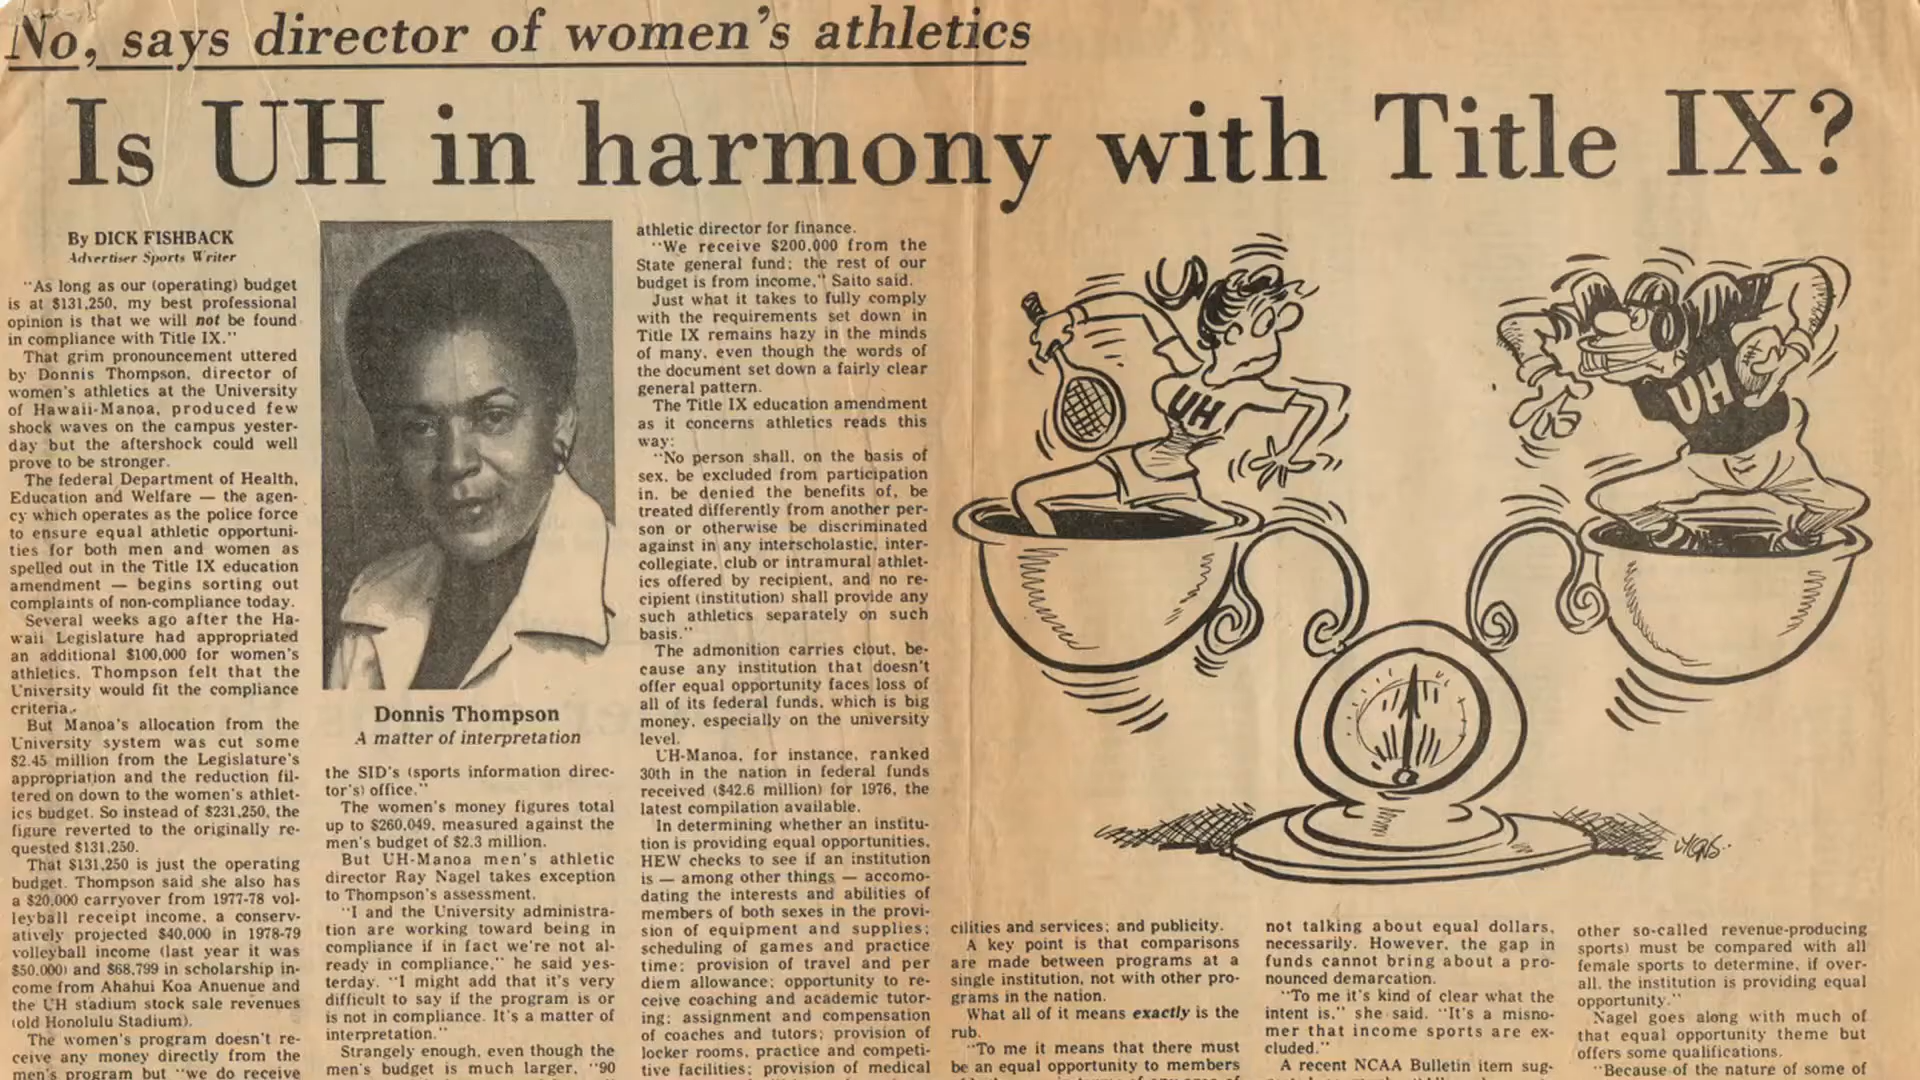 No, says director of women's athletics
Is UH in harmony with Title IX?
By DICK FISHBACK
Advertiser Sports Writer
"As long as our (operating) budget
is at $131,250, my best professional
opinion is that we will not be found
in compliance with Title IX."
That grim pronouncement uttered
by Donnis Thompson, director of
women's athletics at the University
of Hawaii-Manoa, produced few
shock waves on the campus yester-
day but the aftershock could well
prove to be stronger.
The federal Department of Health,
Education and Welfare — the agen-
cy which operates as the police force
to ensure equal athletic opportuni-
ties for both men and women as
spelled out in the Title IX education
amendment — begins sorting out
complaints of non-compliance today.
Several weeks ago after the Ha-
waii Legislature had appropriated
an additional $100,000 for women's
athletics, Thompson felt that the
University would fit the compliance
criteria.
But Manoa's allocation from the
University system was cut some
$2.45 million from the Legislature's
appropriation and the reduction fil-
tered on down to the women's athlet-
ics budget. So instead of $231,250, the
figure reverted to the originally re-
quested $131,250.
That $131,250 is just the operating
budget. Thompson said she also has
a $20,000 carryover from 1977-78 vol-
leyball receipt income, a conserv-
atively projected $40,000 in 1978-79
volleyball income (last year it was
$50,000) and $68,799 in scholarship in-
come from Ahahui Koa Anuenue and
the UH stadium stock sale revenues
(old Honolulu Stadium).
The women's program doesn't re-
ceive any money directly from the
men's program but "we do receive
Donnis Thompson
A matter of interpretation
the SID's (sports information direc-
tor's) office."
The women's money figures total
up to $260,049, measured against the
men's budget of $2.3 million.
But UH-Manoa men's athletic
director Ray Nagel takes exception
to Thompson's assessment.
"I and the University administra-
tion are working toward being in
compliance if in fact we're not al-
ready in compliance," he said yes-
terday. "I might add that it's very
difficult to say if the program is or
is not in compliance. It's a matter of
interpretation."
Strangely enough, even though the
men's budget is much larger, "90
athletic director for finance.
"We receive $200,000 from the
State general fund; the rest of our
budget is from income," Saito said.
Just what it takes to fully comply
with the requirements set down in
Title IX remains hazy in the minds
of many, even though the words of
the document set down a fairly clear
general pattern.
The Title IX education amendment
as it concerns athletics reads this
way:
"No person shall, on the basis of
sex, be excluded from participation
in, be denied the benefits of, be
treated differently from another per-
son or otherwise be discriminated
against in any interscholastic, inter-
collegiate, club or intramural athlet-
ics offered by recipient, and no re-
cipient (institution) shall provide any
such athletics separately on such
basis."
The admonition carries clout, be-
cause any institution that doesn't
offer equal opportunity faces loss of
all of its federal funds, which is big
money, especially on the university
level.
UH-Manoa, for instance, ranked
30th in the nation in federal funds
received ($42.6 million) for 1976, the
latest compilation available.
In determining whether an institu-
tion is providing equal opportunities,
HEW checks to see if an institution
is — among other things — accomo-
dating the interests and abilities of
members of both sexes in the provi-
sion of equipment and supplies;
scheduling of games and practice
time; provision of travel and per
diem allowance; opportunity to re-
ceive coaching and academic tutor-
ing; assignment and compensation
of coaches and tutors; provision of
locker rooms, practice and competi-
tive facilities; provision of medical
UH
UH
cilities and services; and publicity.
A key point is that comparisons
are made between programs at a
single institution, not with other pro-
grams in the nation.
What all of it means exactly is the
rub.
"To me it means that there must
be an equal opportunity to members
not talking about equal dollars,
necessarily. However, the gap in
funds cannot bring about a pro-
nounced demarcation.
"To me it's kind of clear what the
intent is," she said. "It's a misno-
mer that income sports are ex-
cluded."
A recent NCAA Bulletin item sug-
other so-called revenue-producing
sports) must be compared with all
female sports to determine, if over-
all, the institution is providing equal
opportunity."
Nagel goes along with much of
that equal opportunity theme but
offers some qualifications.
"Because of the nature of some of